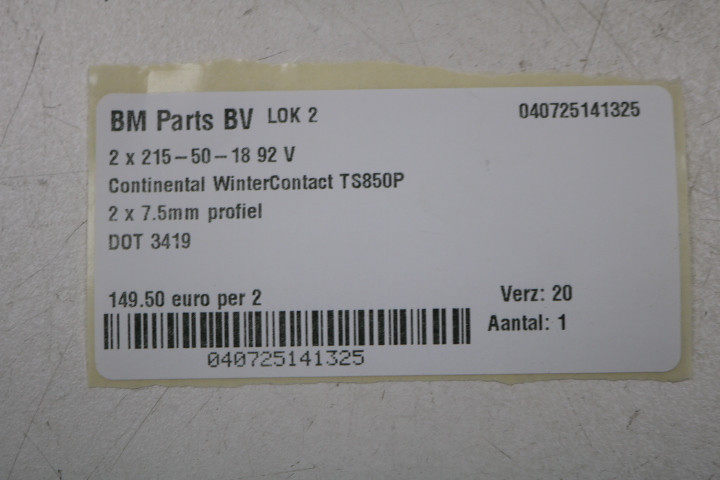 BM Parts BV LOK 2 040725141325
2 x 215-50-18 92 V
Continental WinterContact TS850P
2 x 7.5mm profiel
DOT 3419
149.50 euro per 2 Verz: 20
Aantal: 1
040725141325